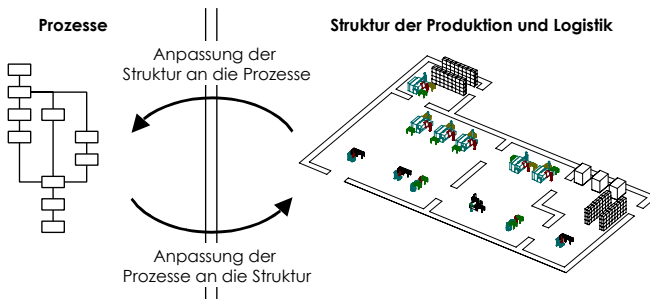 Prozesse
Struktur der Produktion und Logistik
Anpassung der
Struktur an die Prozesse
Anpassung der
Prozesse an die Struktur